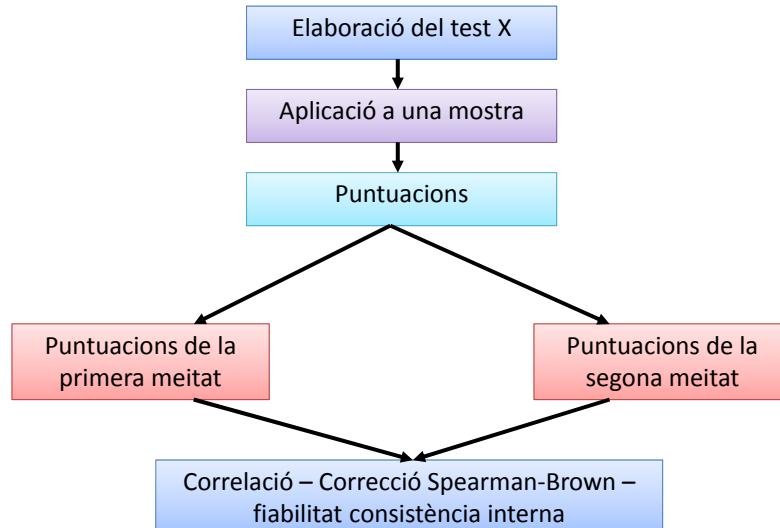 Elaboració del test X
Aplicació a una mostra
Puntuacions
Puntuacions de la
primera meitat
Puntuacions de la
segona meitat
Correlació – Correcció Spearman-Brown –
fiabilitat consistència interna